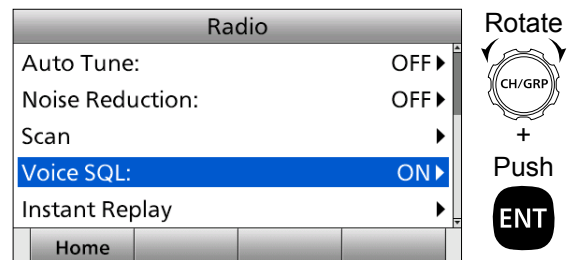 Radio
Auto Tune: OFF
Noise Reduction: OFF
Scan
Voice SQL: ON
Instant Replay
Home
Rotate
CH/GRP
+
Push
ENT